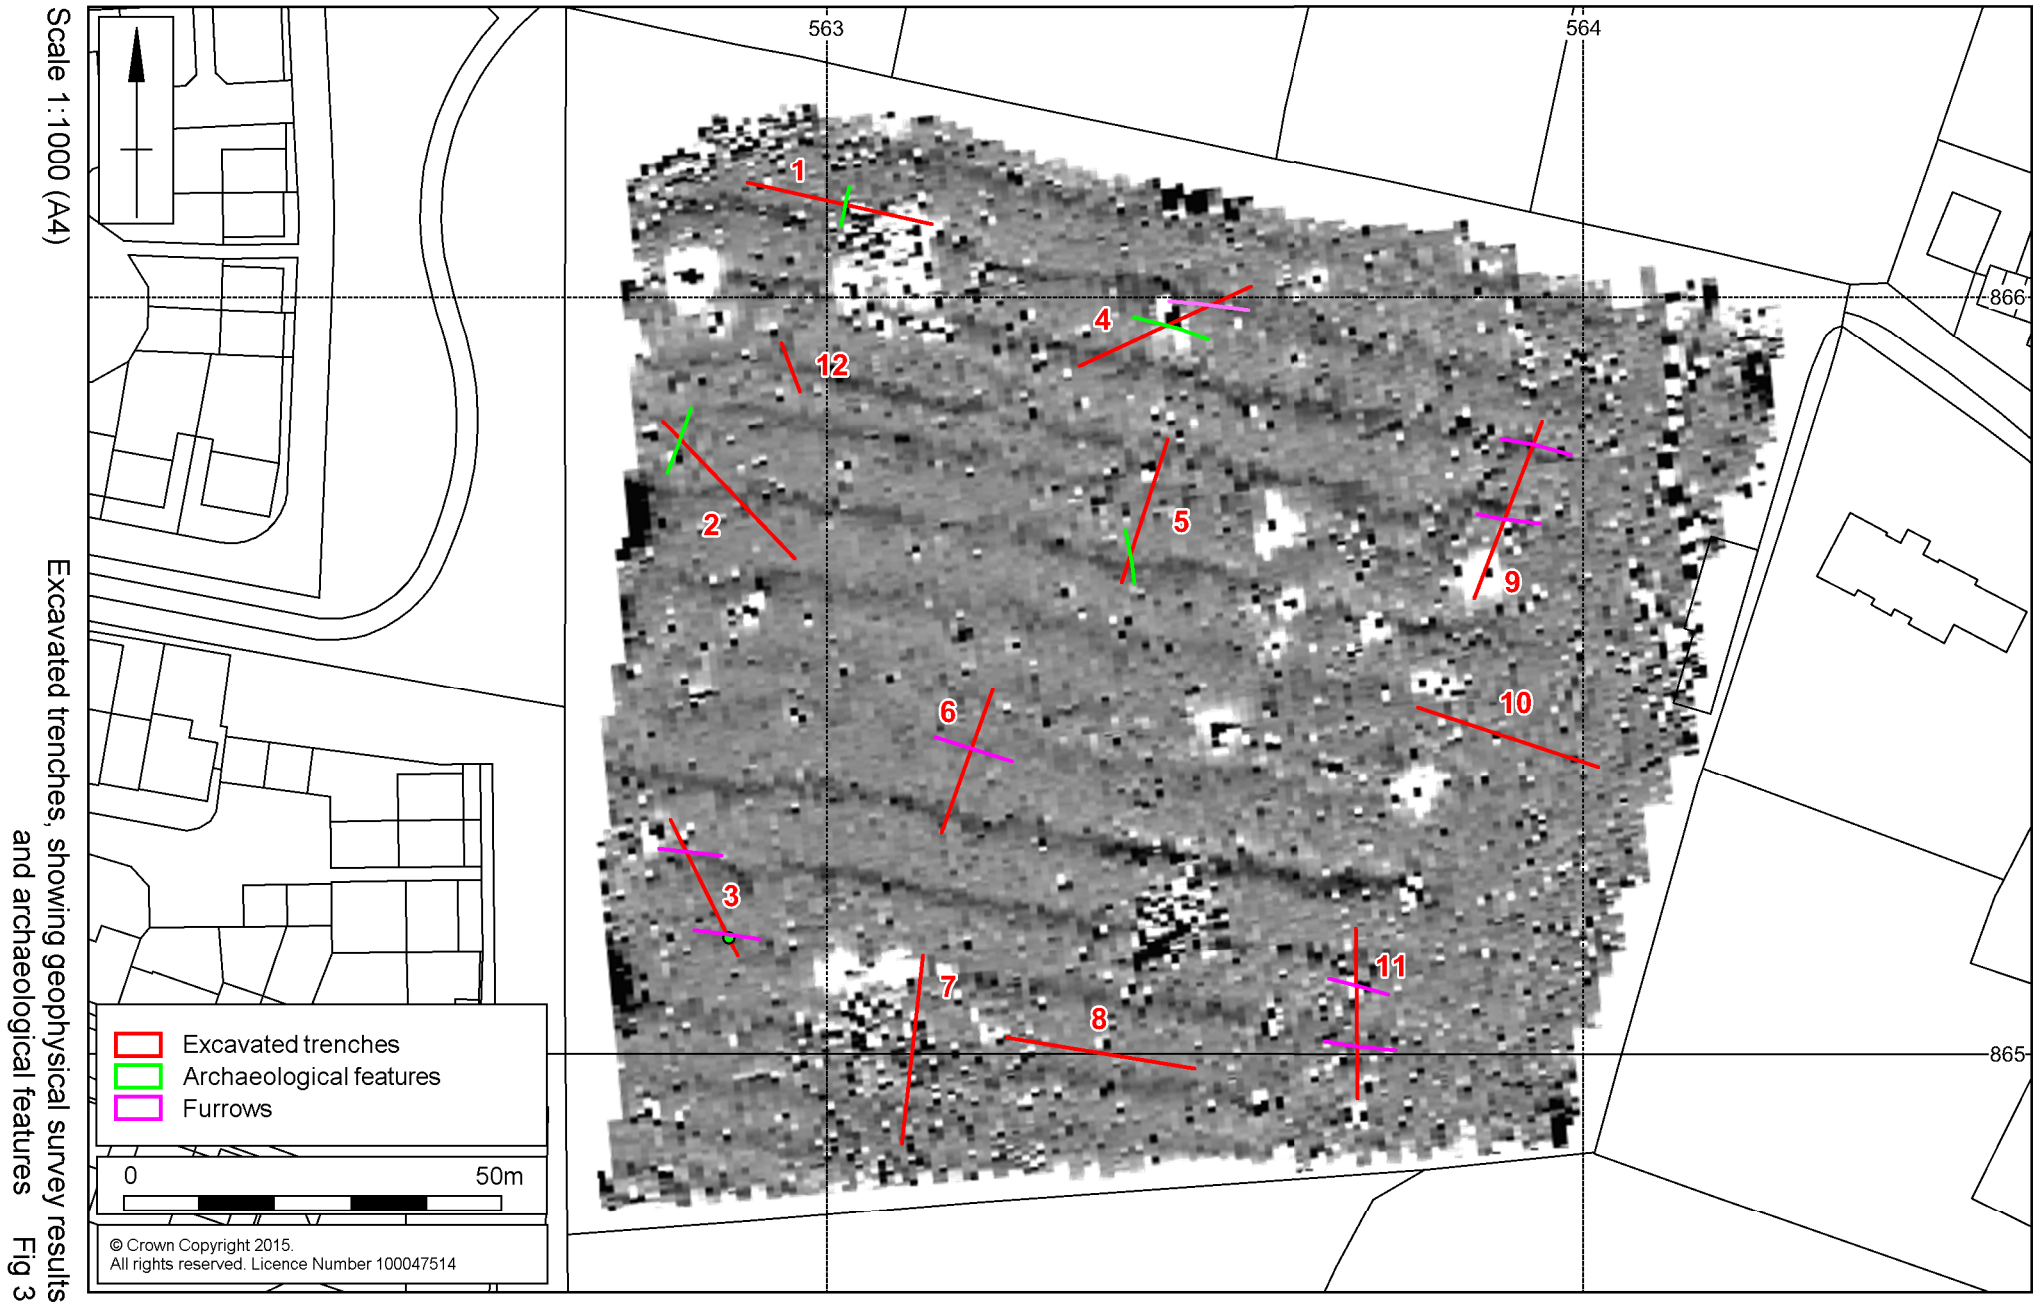 Scale 1:1000 (A4)
Excavated trenches, showing geophysical survey results
and archaeological features Fig 3
563
564
866
865
1
4
12
2
5
9
6
10
3
7
11
8
Excavated trenches
Archaeological features
Furrows
0 50m
© Crown Copyright 2015.
All rights reserved. Licence Number 100047514